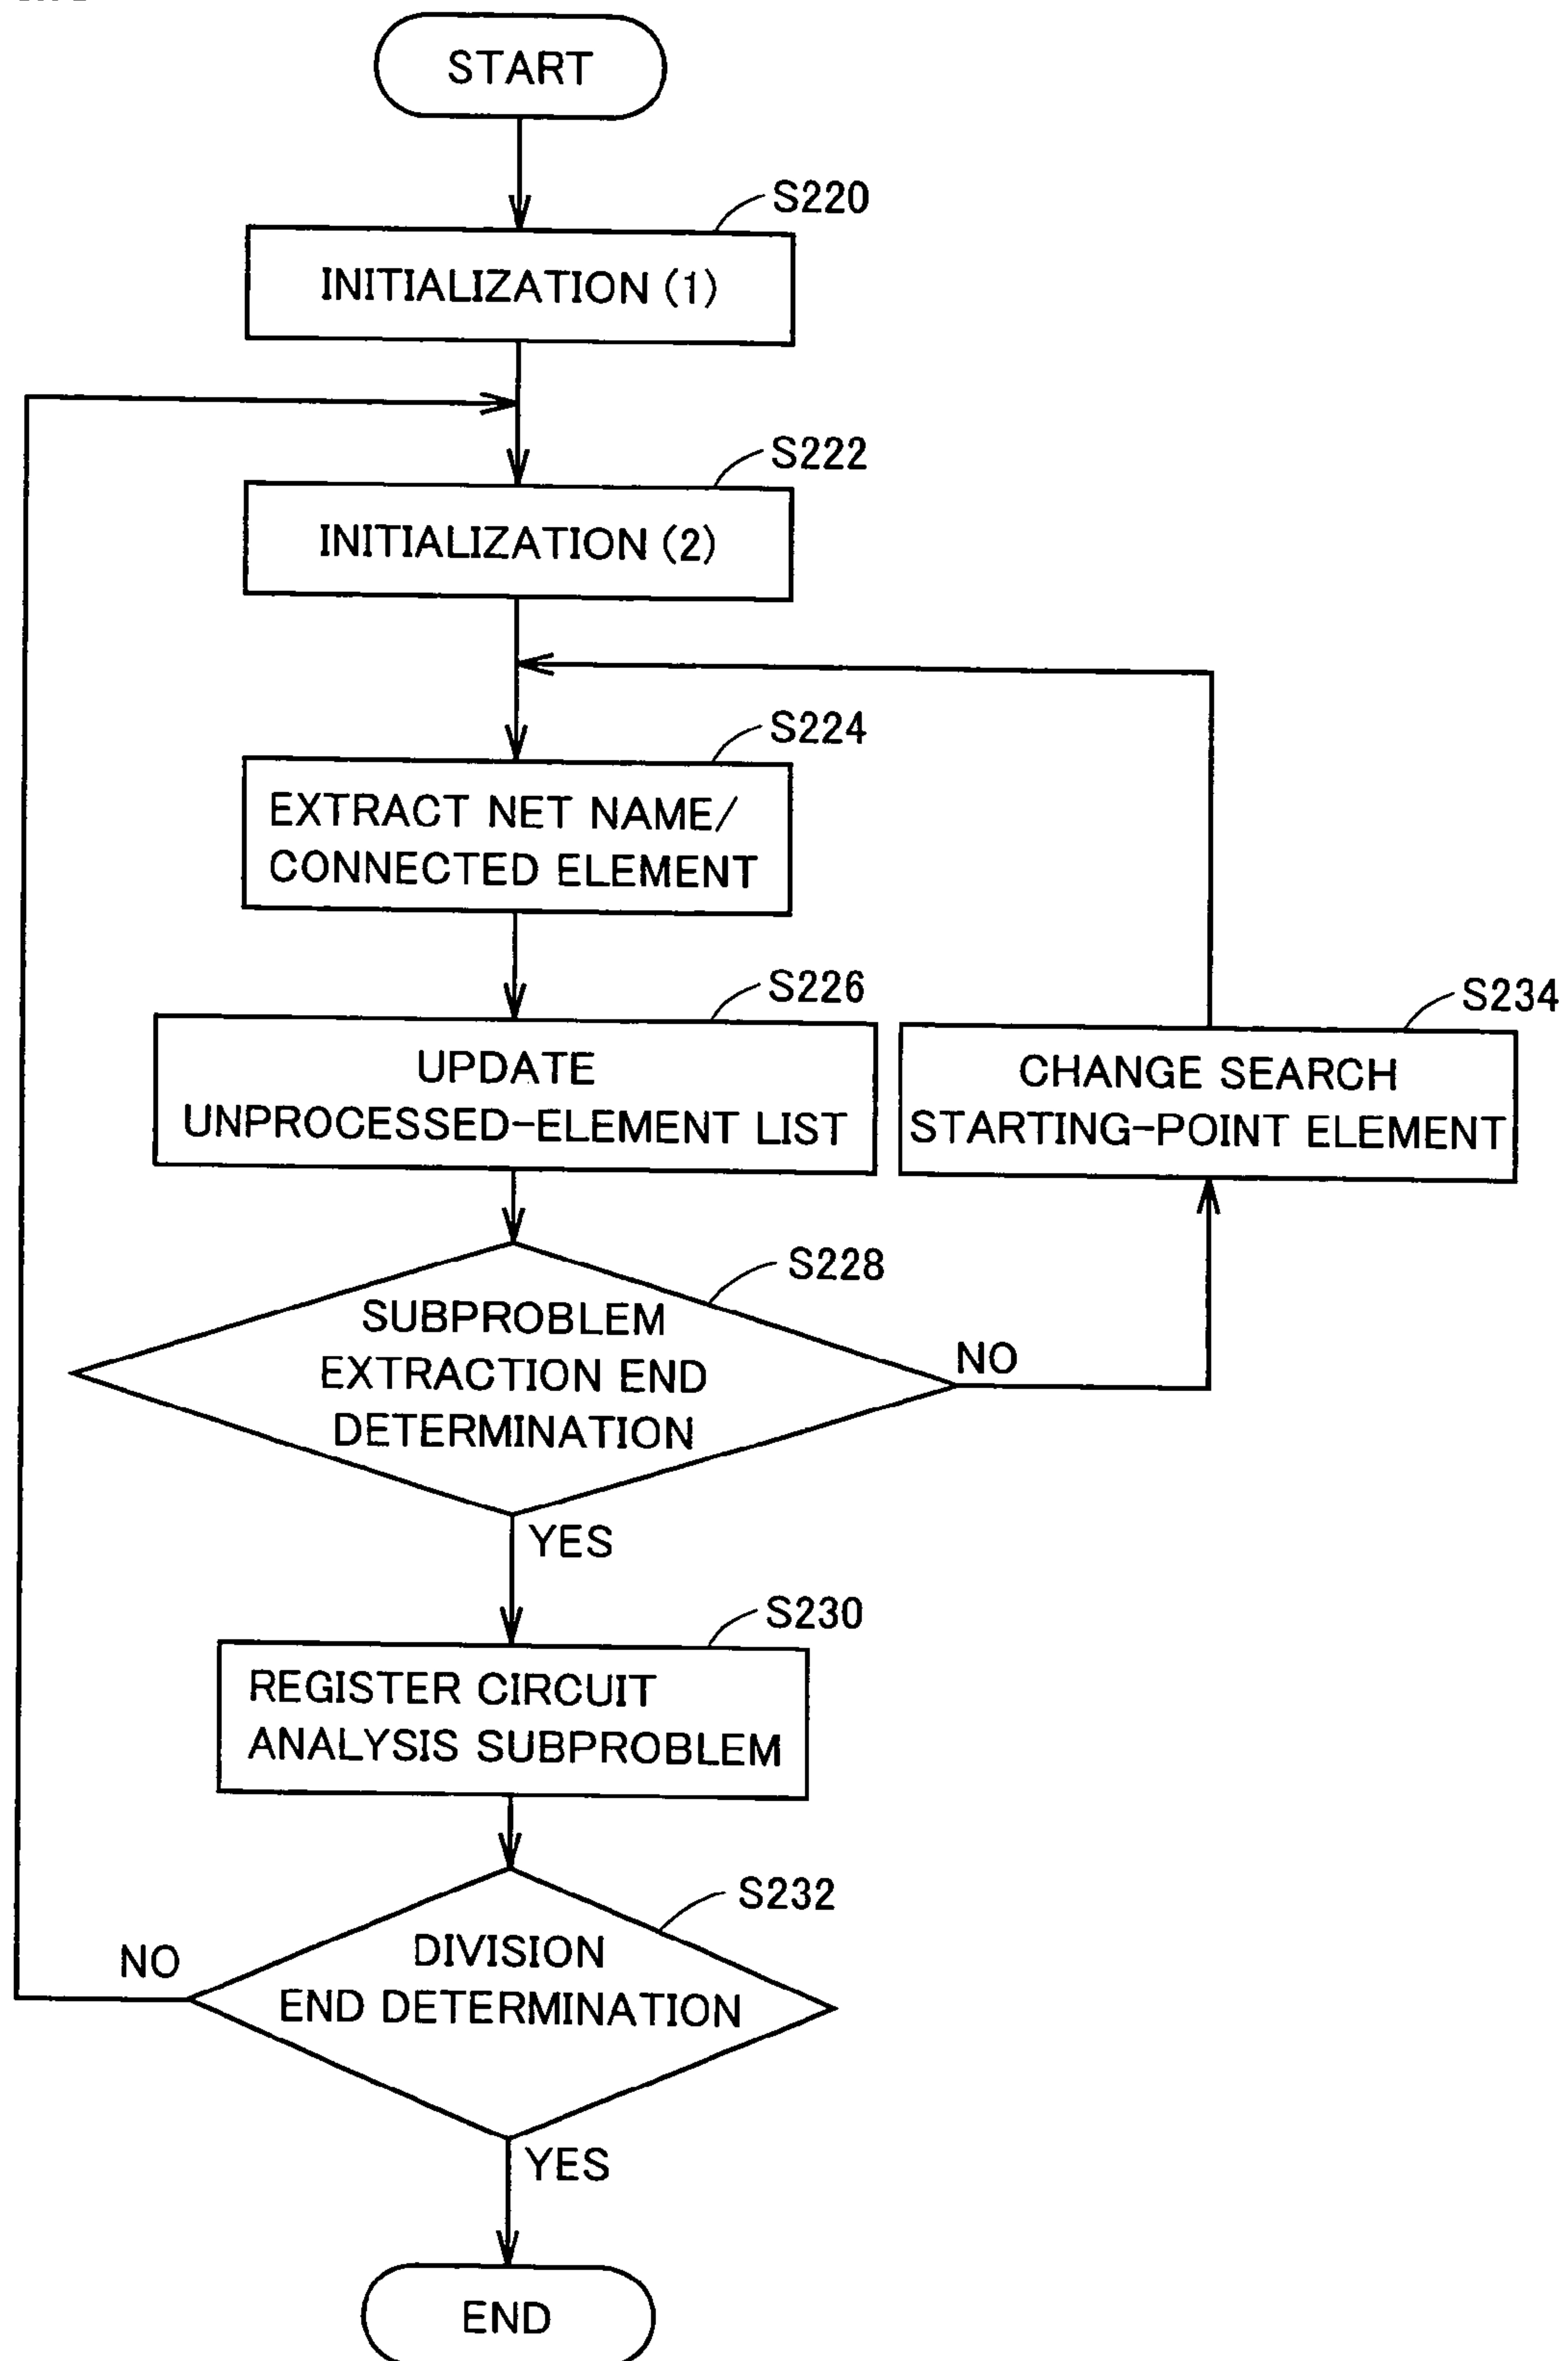 START
S220
INITIALIZATION (1)
S222
INITIALIZATION (2)
S224
EXTRACT NET NAME/
CONNECTED ELEMENT
S226
UPDATE
UNPROCESSED-ELEMENT LIST
S234
CHANGE SEARCH
STARTING-POINT ELEMENT
S228
SUBPROBLEM
EXTRACTION END
DETERMINATION
NO
YES
S230
REGISTER CIRCUIT
ANALYSIS SUBPROBLEM
S232
DIVISION
END DETERMINATION
NO
YES
END